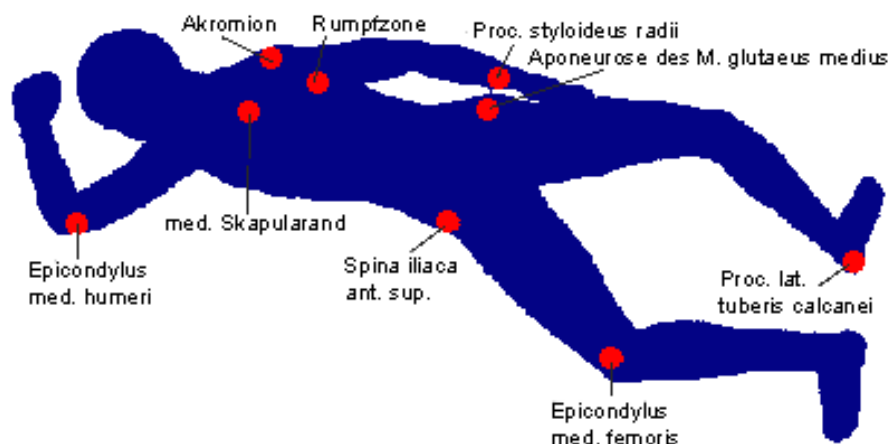 Akromion
Rumpfzone
Proc. styloideus radii
Aponeurose des M. glutaeus medius
med. Skapularand
Epicondylus
med. humeri
Spina iliaca
ant. sup.
Proc. lat.
tuberis calcanei
Epicondylus
med. femoris